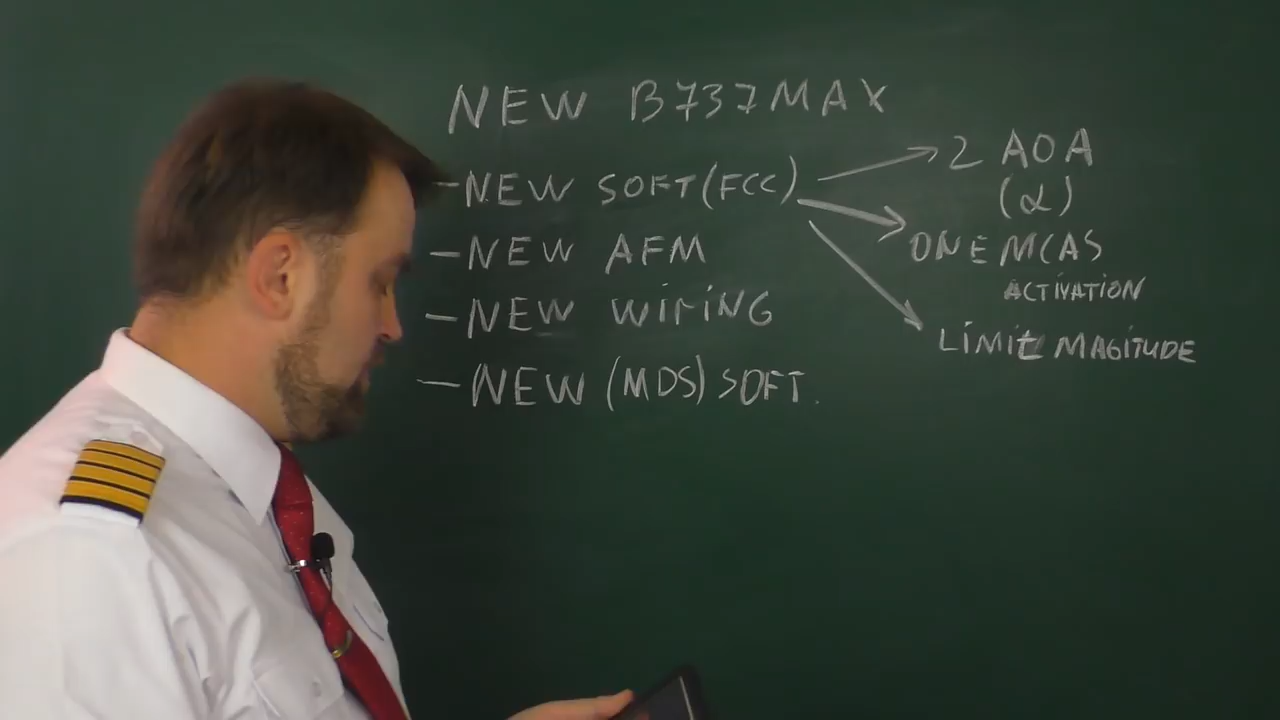 NEW B737MAX
-NEW SOFT(FCC)
-NEW AFM
-NEW WIRING
-NEW (MDS) SOFT.
2 AOA
(α)
ONE MCAS
ACTIVATION
LIMIT MAGITUDE